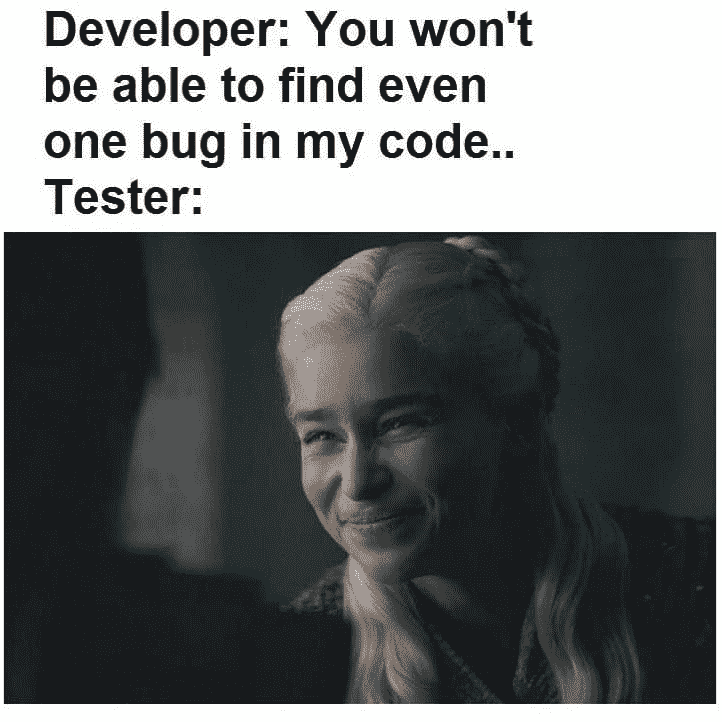 Developer: You won't
be able to find even
one bug in my code..
Tester: